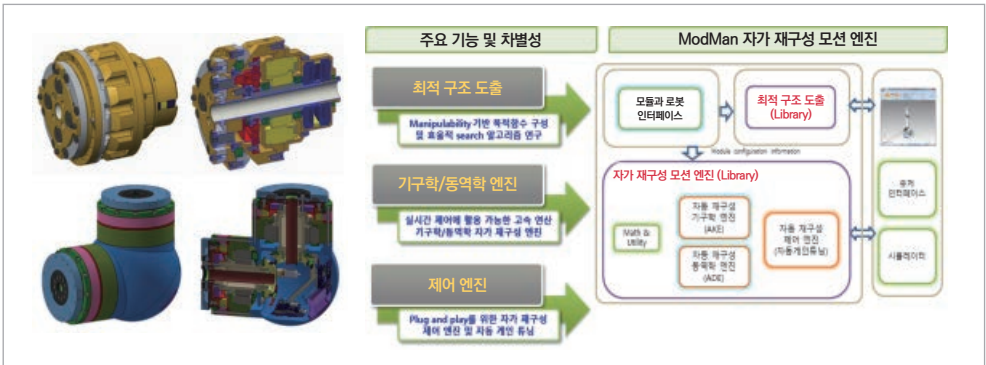 주요 기능 및 차별성
최적 구조 도출
Manipulability 기반 목적함수 구성
및 효율적 search 알고리즘 연구
기구학/동역학 엔진
실시간 제어에 활용 가능한 고속 연산
기구학/동역학 자가 재구성 엔진
제어 엔진
Plug and play를 위한 자가 재구성
제어 엔진 및 자동 게인 튜닝
ModMan 자가 재구성 모션 엔진
모듈과 로봇
인터페이스
최적 구조 도출
(Library)
Module configuration information
자가 재구성 모션 엔진 (Library)
Math &
Utility
자동 재구성
기구학 엔진
(AKE)
자동 재구성
동역학 엔진
(ADE)
자동 재구성
제어 엔진
(자동게인튜닝)
인터페이스
시뮬레이터